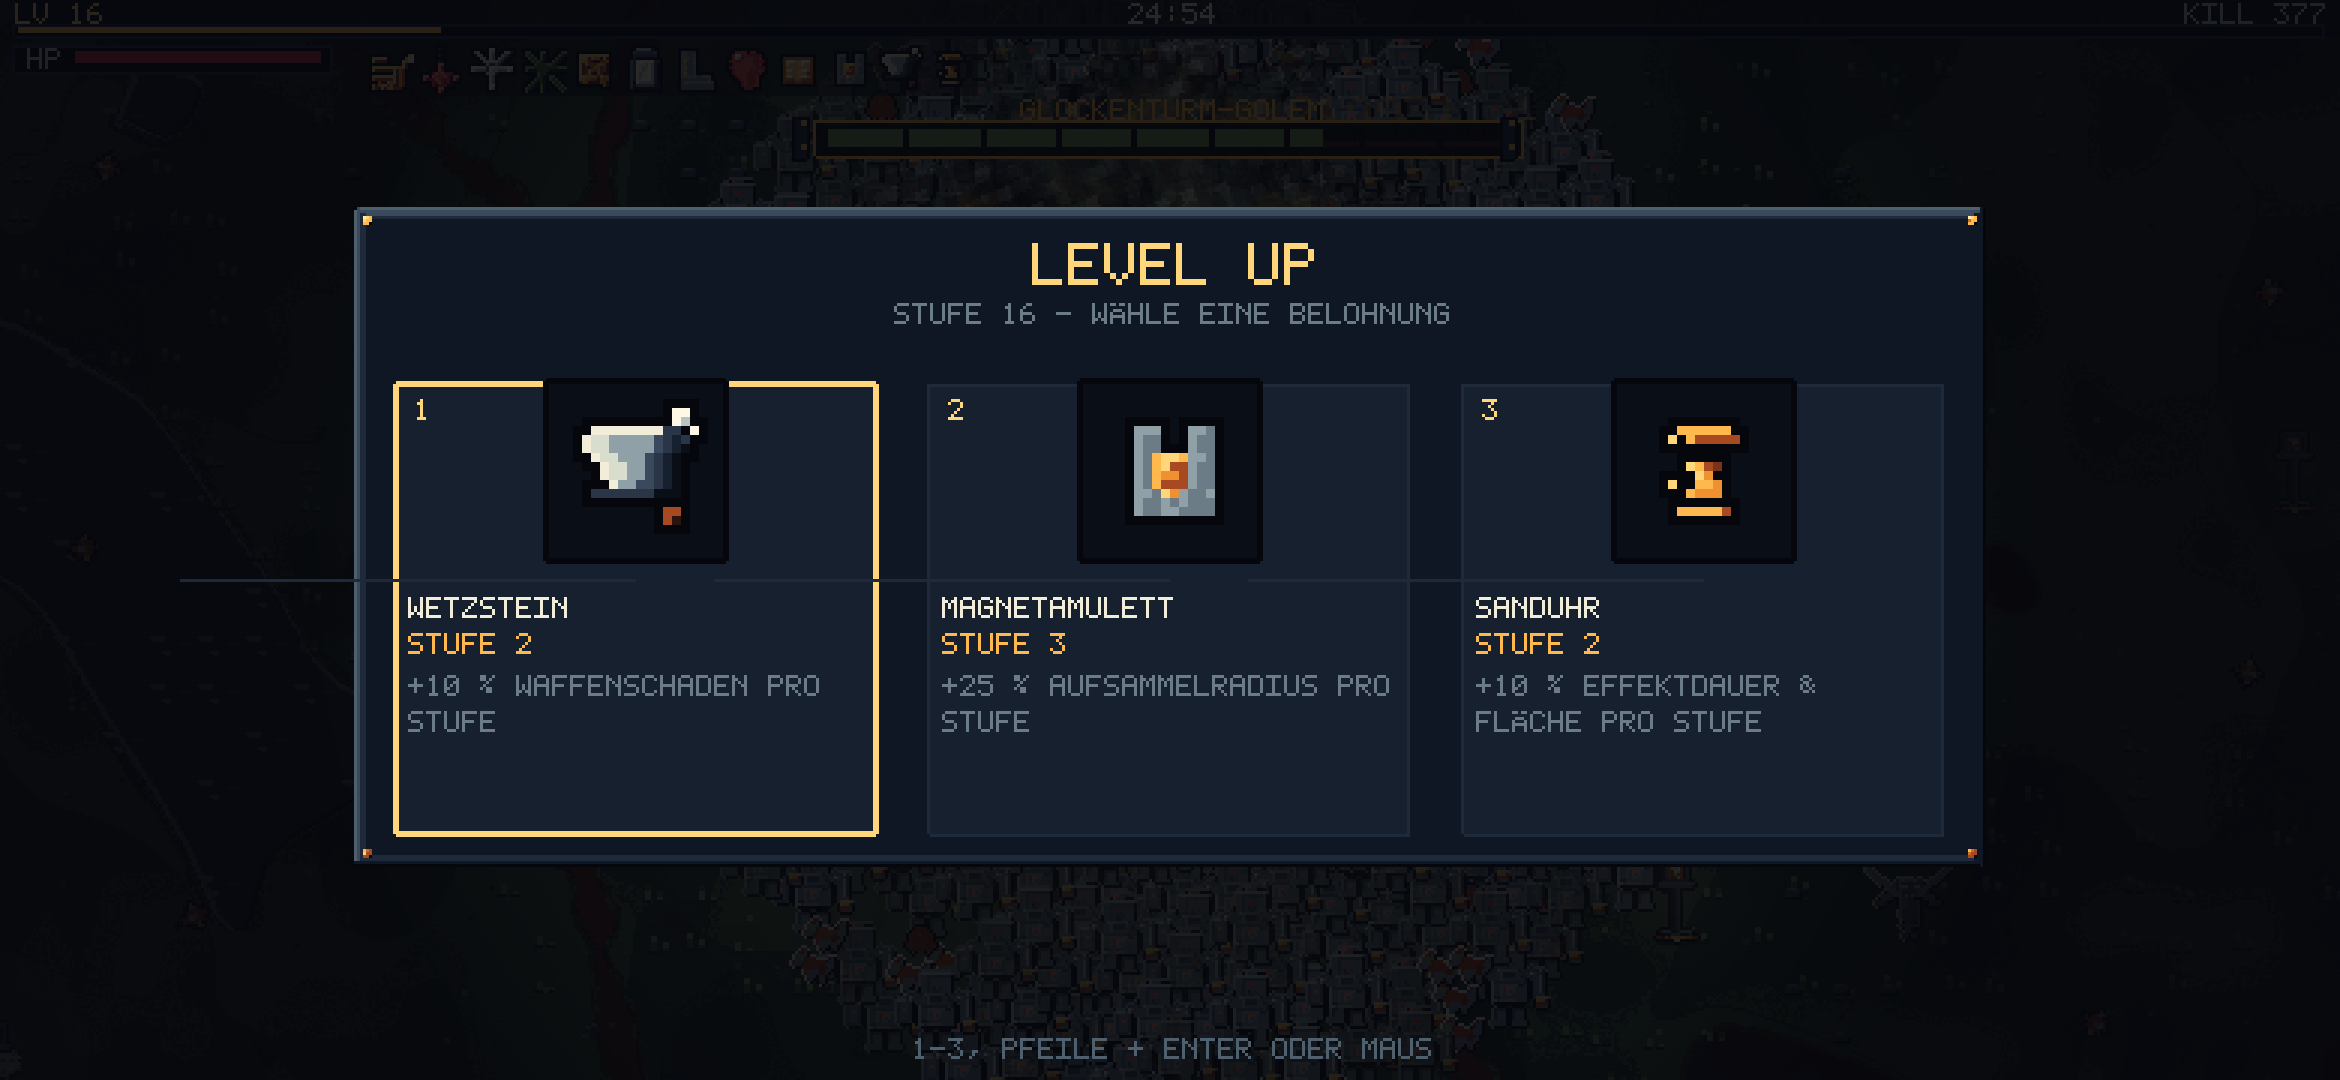 LV 16
24:54
KILL 377
HP
GLOCKENTURM-GOLEM
LEVEL UP
STUFE 16 - WäHLE EINE BELOHNUNG
1
2
3
WETZSTEIN
STUFE 2
+10 % WAFFENSCHADEN PRO
STUFE
MAGNETAMULETT
STUFE 3
+25 % AUFSAMMELRADIUS PRO
STUFE
SANDUHR
STUFE 2
+10 % EFFEKTDAUER &
FLäCHE PRO STUFE
1-3, PFEILE + ENTER ODER MAUS